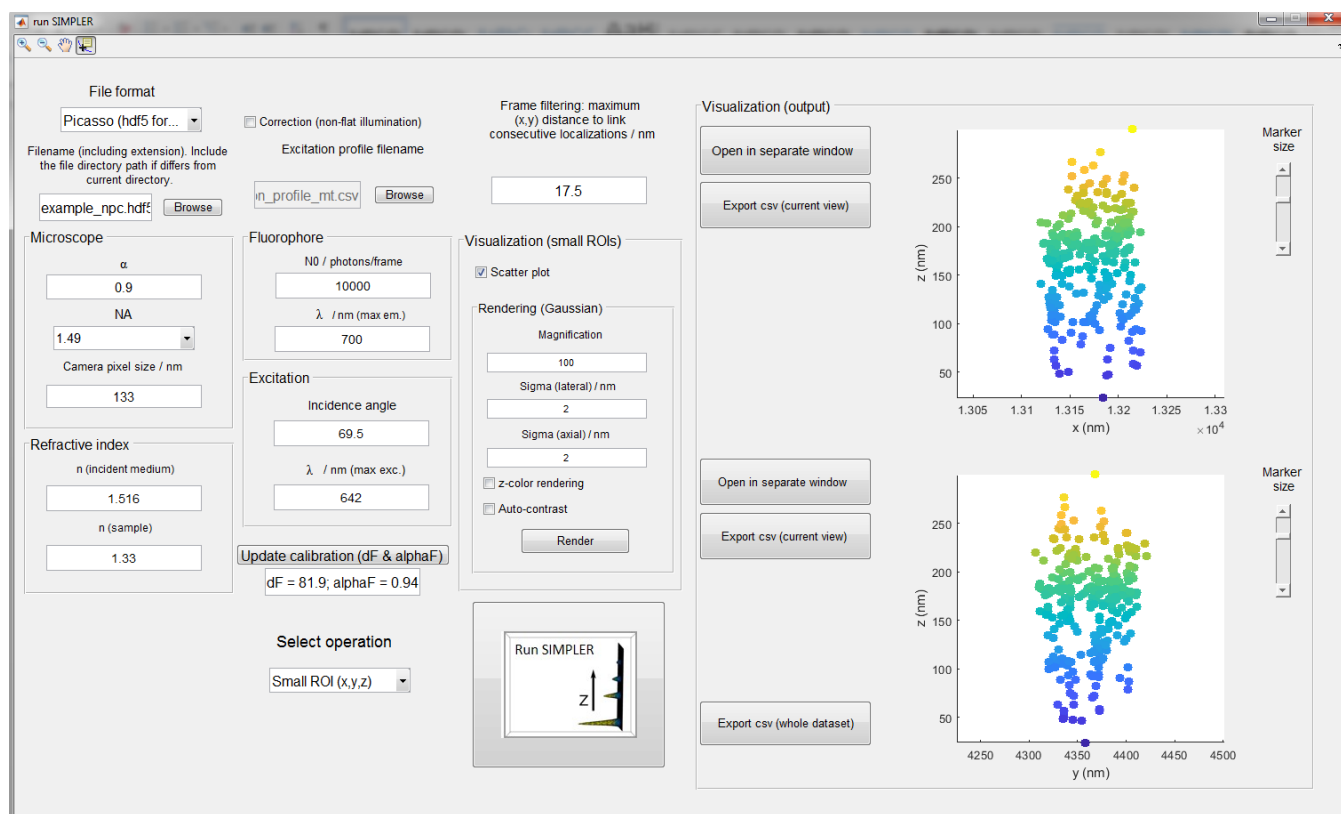 run SIMPLER
File format
Picasso (hdf5 for...
Filename (including extension). Include
the file directory path if differs from
current directory.
example_npc.hdf5
Browse
Correction (non-flat illumination)
Excitation profile filename
on_profile_mt.csv
Browse
Frame filtering: maximum
(x,y) distance to link
consecutive localizations / nm
17.5
Microscope
α
0.9
NA
1.49
Camera pixel size / nm
133
Refractive index
n (incident medium)
1.516
n (sample)
1.33
Fluorophore
N0 / photons/frame
10000
λ / nm (max em.)
700
Excitation
Incidence angle
69.5
λ / nm (max exc.)
642
Update calibration (dF & alphaF)
dF = 81.9; alphaF = 0.94
Select operation
Small ROI (x,y,z)
Visualization (small ROIs)
Scatter plot
Rendering (Gaussian)
Magnification
100
Sigma (lateral) / nm
2
Sigma (axial) / nm
2
z-color rendering
Auto-contrast
Render
Run SIMPLER
Z
Visualization (output)
Open in separate window
Export csv (current view)
z (nm)
250
200
150
100
50
1.305 1.31 1.315 1.32 1.325 1.33
x (nm)
×10⁴
Marker
size
Open in separate window
Export csv (current view)
Export csv (whole dataset)
z (nm)
250
200
150
100
50
4250 4300 4350 4400 4450 4500
y (nm)
Marker
size